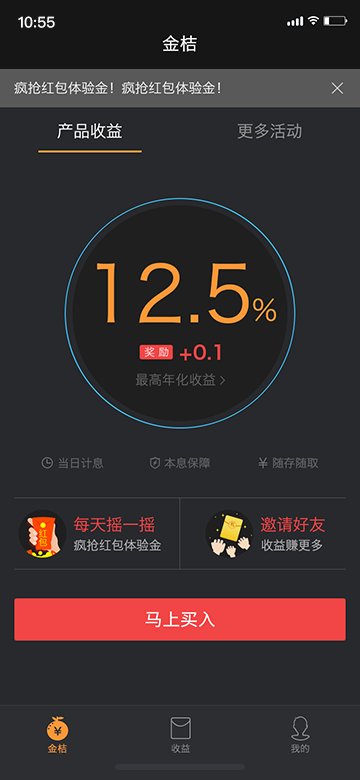 10:55
金桔
疯抢红包体验金！疯抢红包体验金！
产品收益
更多活动
12.5%
奖励 +0.1
最高年化收益
当日计息
本息保障
¥ 随存随取
红包
每天摇一摇
疯抢红包体验金
邀请好友
收益赚更多
马上买入
¥
金桔
收益
我的